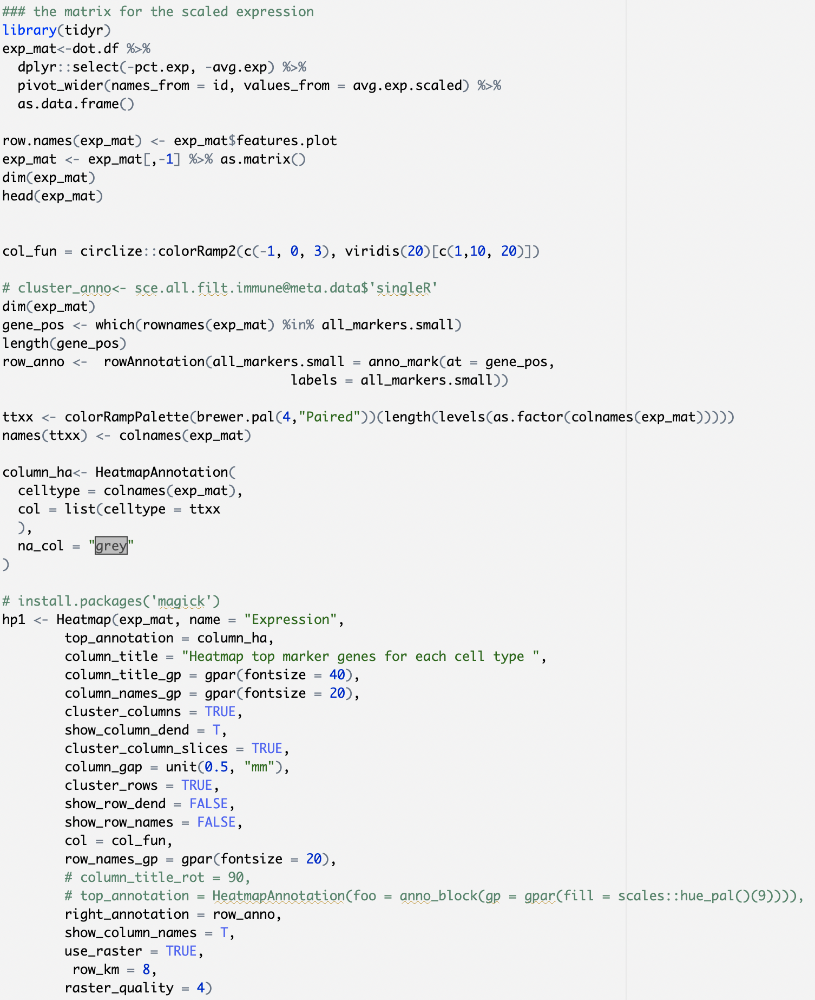 ### the matrix for the scaled expression
library(tidyr)
exp_mat<-dot.df %>%
  dplyr::select(-pct.exp, -avg.exp) %>%
  pivot_wider(names_from = id, values_from = avg.exp.scaled) %>%
  as.data.frame()

row.names(exp_mat) <- exp_mat$features.plot
exp_mat <- exp_mat[,-1] %>% as.matrix()
dim(exp_mat)
head(exp_mat)


col_fun = circlize::colorRamp2(c(-1, 0, 3), viridis(20)[c(1,10, 20)])

# cluster_anno<- sce.all.filt.immune@meta.data$'singleR'
dim(exp_mat)
gene_pos <- which(rownames(exp_mat) %in% all_markers.small)
length(gene_pos)
row_anno <-  rowAnnotation(all_markers.small = anno_mark(at = gene_pos,
                                     labels = all_markers.small))

ttxx <- colorRampPalette(brewer.pal(4,"Paired"))(length(levels(as.factor(colnames(exp_mat)))))
names(ttxx) <- colnames(exp_mat)

column_ha<- HeatmapAnnotation(
  celltype = colnames(exp_mat),
  col = list(celltype = ttxx
  ),
  na_col = "grey"
)

# install.packages('magick')
hp1 <- Heatmap(exp_mat, name = "Expression",
        top_annotation = column_ha,
        column_title = "Heatmap top marker genes for each cell type ",
        column_title_gp = gpar(fontsize = 40),
        column_names_gp = gpar(fontsize = 20),
        cluster_columns = TRUE,
        show_column_dend = T,
        cluster_column_slices = TRUE,
        column_gap = unit(0.5, "mm"),
        cluster_rows = TRUE,
        show_row_dend = FALSE,
        show_row_names = FALSE,
        col = col_fun,
        row_names_gp = gpar(fontsize = 20),
        # column_title_rot = 90,
        # top_annotation = HeatmapAnnotation(foo = anno_block(gp = gpar(fill = scales::hue_pal()(9)))),
        right_annotation = row_anno,
        show_column_names = T,
        use_raster = TRUE,
         row_km = 8,
        raster_quality = 4)